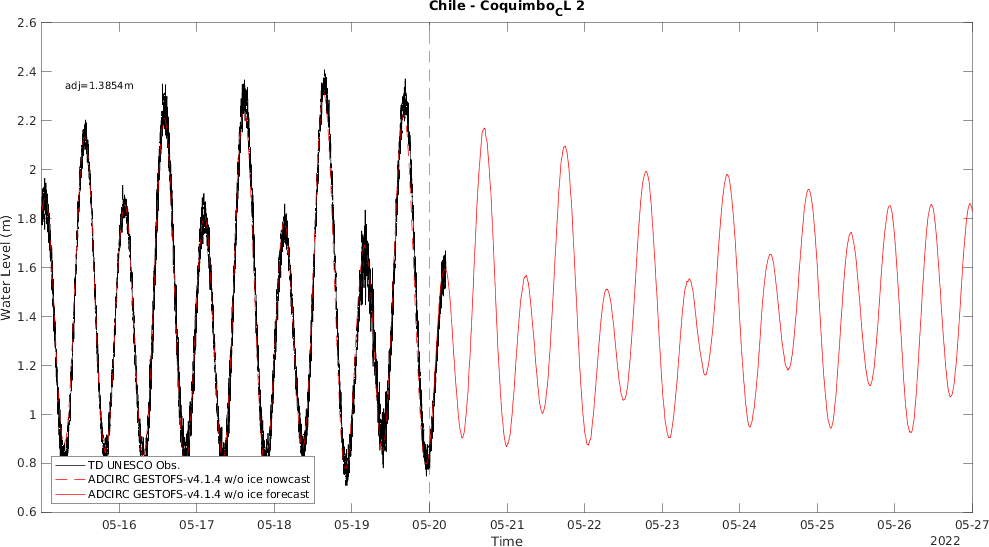 Chile - Coquimbo_CL 2
2.6
2.4
2.2
2
1.8
1.6
1.4
1.2
1
0.8
0.6
Water Level (m)
adj=1.3854m
TD UNESCO Obs.
ADCIRC GESTOFS-v4.1.4 w/o ice nowcast
ADCIRC GESTOFS-v4.1.4 w/o ice forecast
05-16 05-17 05-18 05-19 05-20 05-21 05-22 05-23 05-24 05-25 05-26 05-27
Time
2022